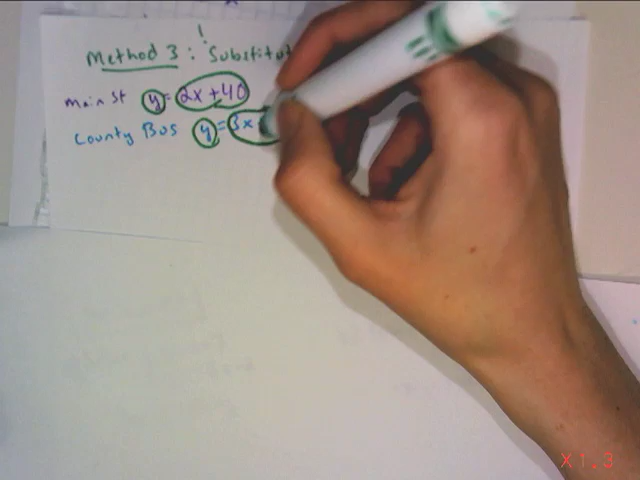 Method 3 : Substitut
Main St y = 2x + 40
County Bus y = 3x
X1.3